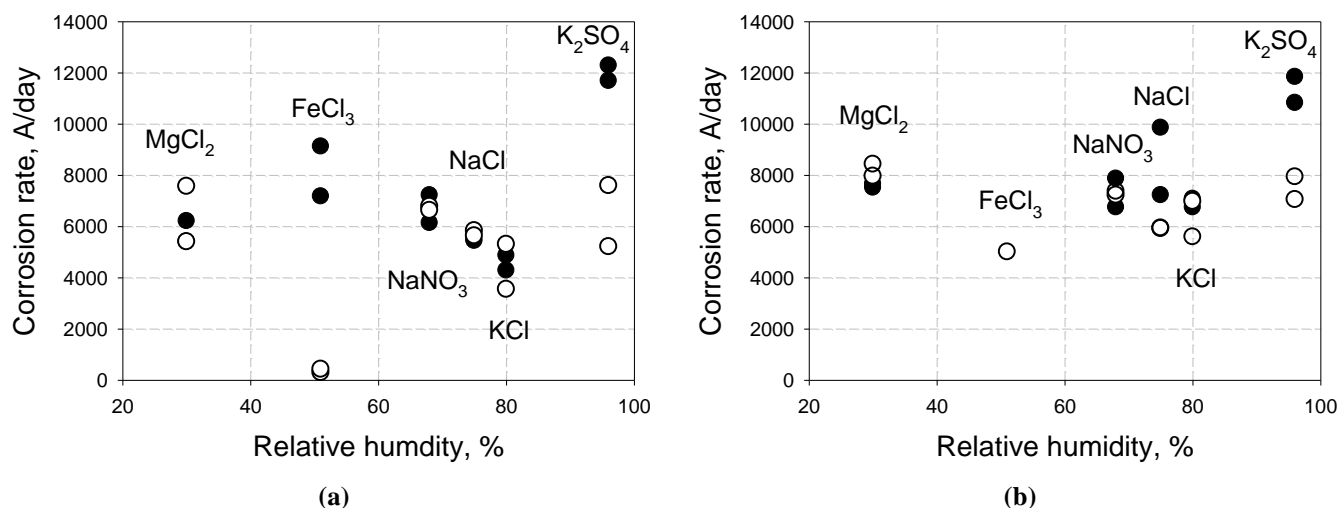 Corrosion rate, A/day
14000
12000
10000
8000
6000
4000
2000
0
20 40 60 80 100
Relative humdity, %
MgCl₂
FeCl₃
NaNO₃
NaCl
KCl
K₂SO₄
(a)
Corrosion rate, A/day
14000
12000
10000
8000
6000
4000
2000
0
20 40 60 80 100
Relative humdity, %
MgCl₂
FeCl₃
NaNO₃
NaCl
KCl
K₂SO₄
(b)